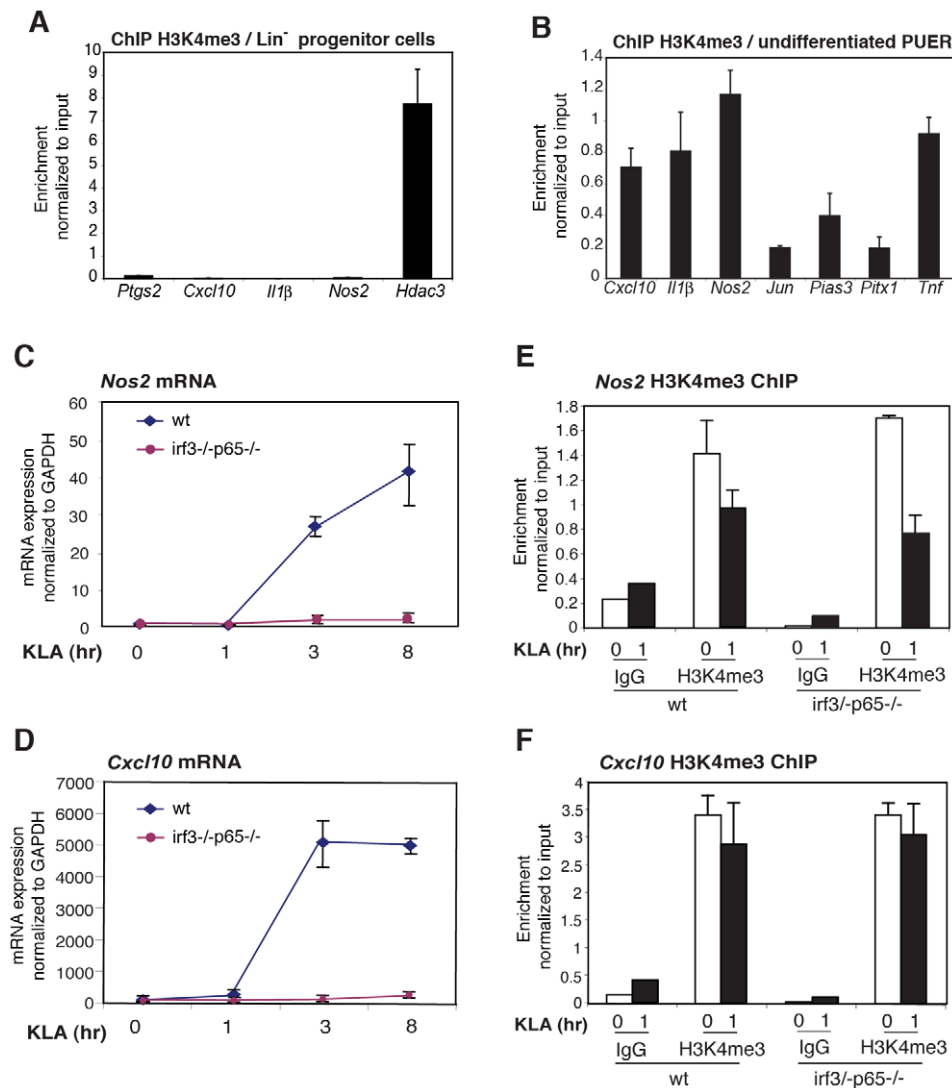 A
ChIP H3K4me3 / Lin- progenitor cells
Enrichment
normalized to input
10
9
8
7
6
5
4
3
2
1
0
Ptgs2 Cxcl10 Il1β Nos2 Hdac3
B
ChIP H3K4me3 / undifferentiated PUER
Enrichment
normalized to input
1.4
1.2
1
0.8
0.6
0.4
0.2
0
Cxcl10 Il1β Nos2 Jun Pias3 Pitx1 Tnf
C
Nos2 mRNA
mRNA expression
normalized to GAPDH
60
50
40
30
20
10
0
wt
irf3-/-p65-/-
KLA (hr) 0 1 3 8
E
Nos2 H3K4me3 ChIP
Enrichment
normalized to input
1.8
1.6
1.4
1.2
1
0.8
0.6
0.4
0.2
0
KLA (hr) 0 1 0 1 0 1 0 1
IgG H3K4me3 IgG H3K4me3
wt irf3/-p65-/-
D
Cxcl10 mRNA
mRNA expression
normalized to GAPDH
7000
6000
5000
4000
3000
2000
1000
0
wt
irf3-/-p65-/-
KLA (hr) 0 1 3 8
F
Cxcl10 H3K4me3 ChIP
Enrichment
normalized to input
3.5
3
2.5
2
1.5
1
0.5
0
KLA (hr) 0 1 0 1 0 1 0 1
IgG H3K4me3 IgG H3K4me3
wt irf3/-p65-/-